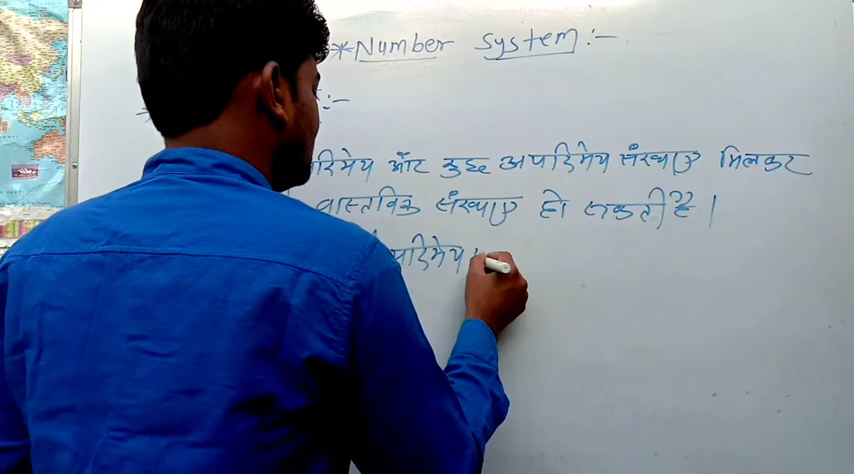 *Number System:-
:-
रिमेय और कुछ अपरिमेय संख्याए मिलकर
वास्तविक संख्याए हो सकती है।
परिमेय